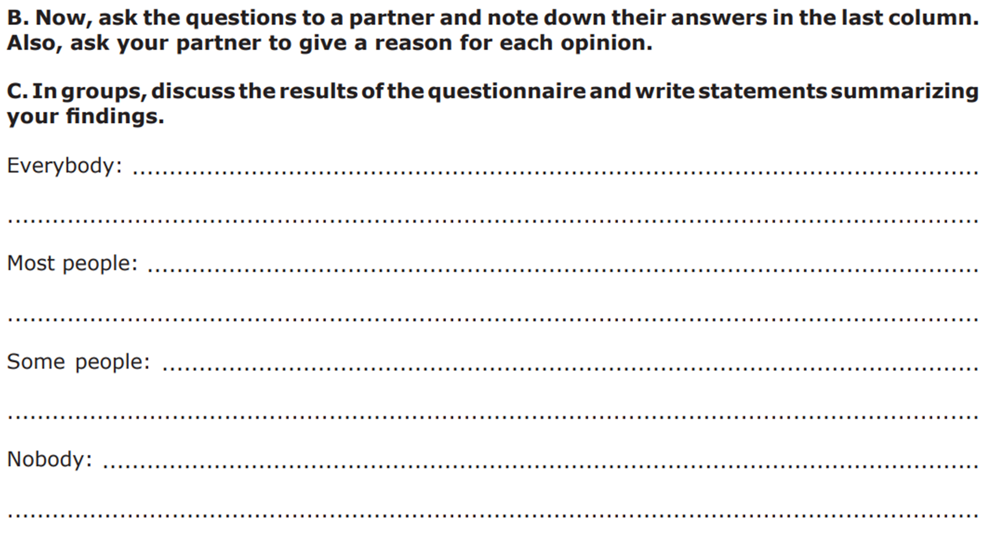 B. Now, ask the questions to a partner and note down their answers in the last column.
Also, ask your partner to give a reason for each opinion.
C. In groups, discuss the results of the questionnaire and write statements summarizing
your findings.
Everybody: ........................................................................................................................
........................................................................................................................
Most people: ........................................................................................................................
........................................................................................................................
Some people: ........................................................................................................................
........................................................................................................................
Nobody: ........................................................................................................................
........................................................................................................................